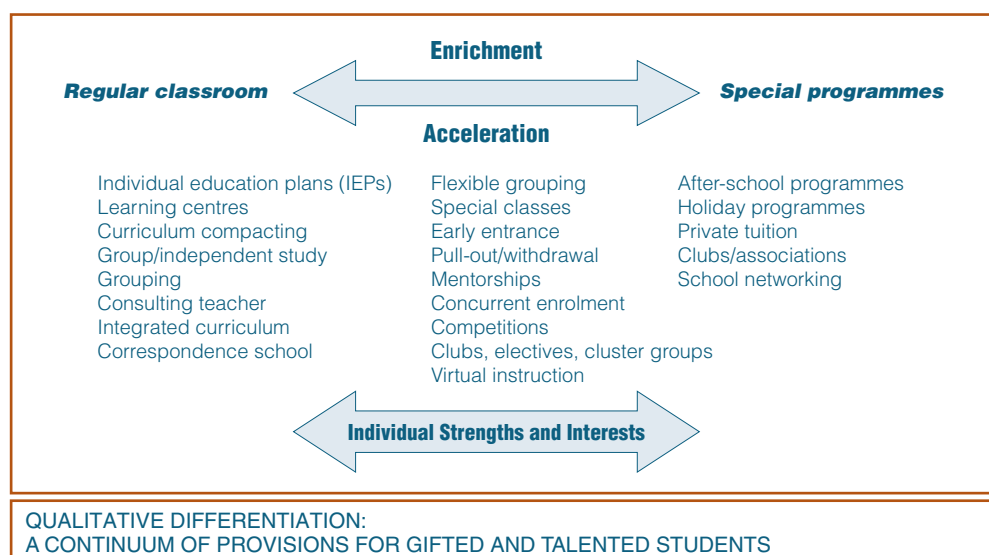 Enrichment
Regular classroom
Special programmes
Acceleration
Individual education plans (IEPs)
Learning centres
Curriculum compacting
Group/independent study
Grouping
Consulting teacher
Integrated curriculum
Correspondence school
Flexible grouping
Special classes
Early entrance
Pull-out/withdrawal
Mentorships
Concurrent enrolment
Competitions
Clubs, electives, cluster groups
Virtual instruction
After-school programmes
Holiday programmes
Private tuition
Clubs/associations
School networking
Individual Strengths and Interests
QUALITATIVE DIFFERENTIATION:
A CONTINUUM OF PROVISIONS FOR GIFTED AND TALENTED STUDENTS